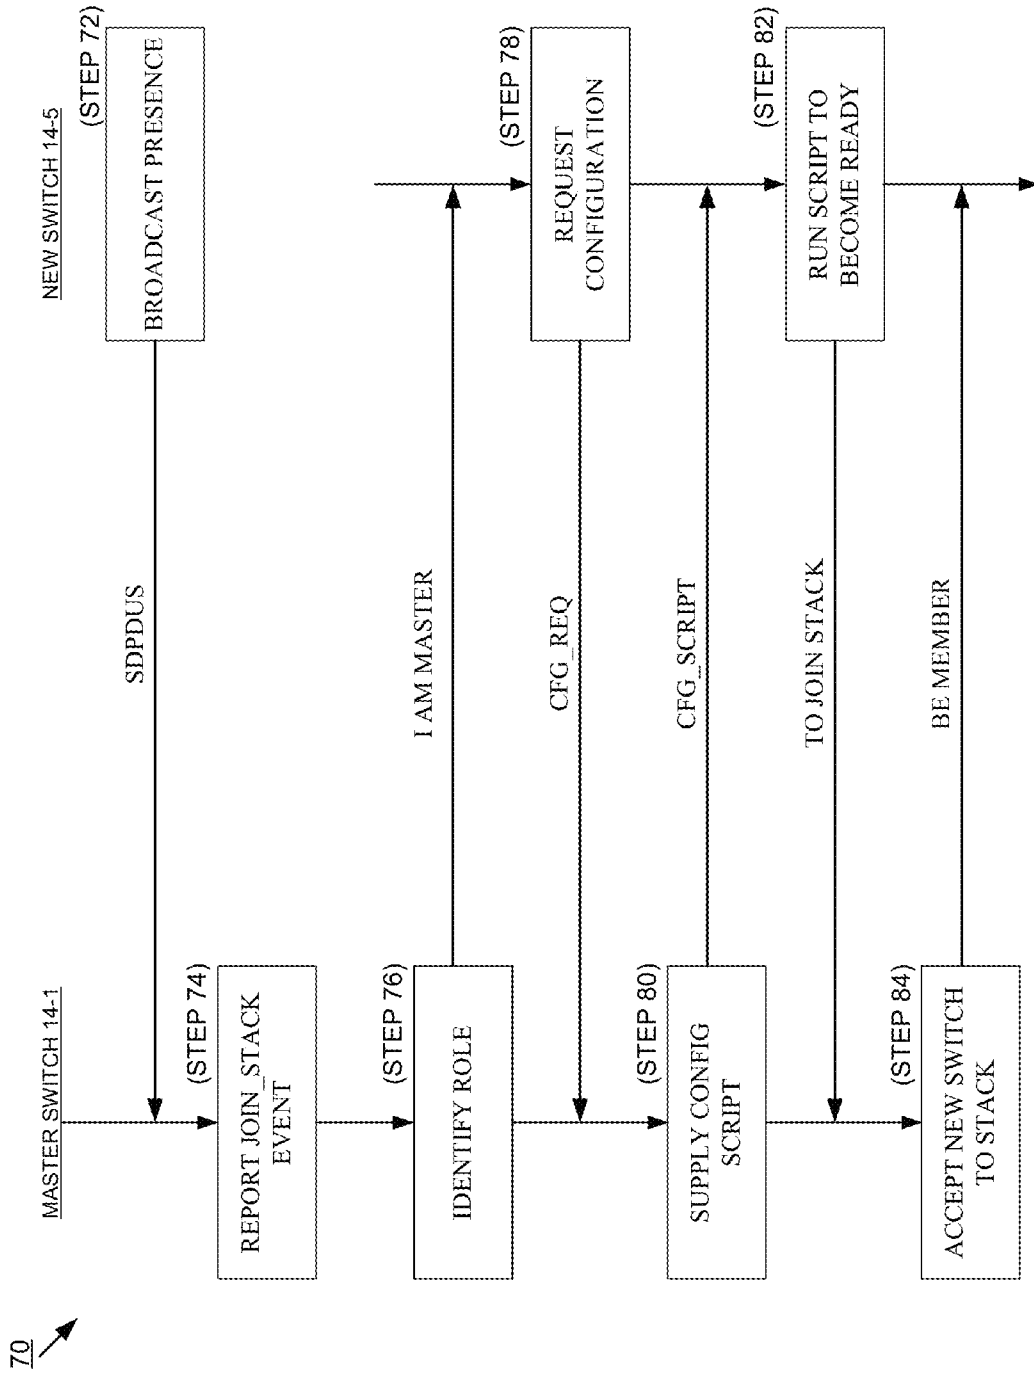 70
MASTER SWITCH 14-1
NEW SWITCH 14-5
(STEP 72)
BROADCAST PRESENCE
SDPDUS
(STEP 74)
REPORT JOIN_STACK
EVENT
(STEP 76)
IDENTIFY ROLE
I AM MASTER
(STEP 78)
REQUEST
CONFIGURATION
CFG_REQ
(STEP 80)
SUPPLY CONFIG
SCRIPT
CFG_SCRIPT
(STEP 82)
RUN SCRIPT TO
BECOME READY
TO JOIN STACK
(STEP 84)
ACCEPT NEW SWITCH
TO STACK
BE MEMBER